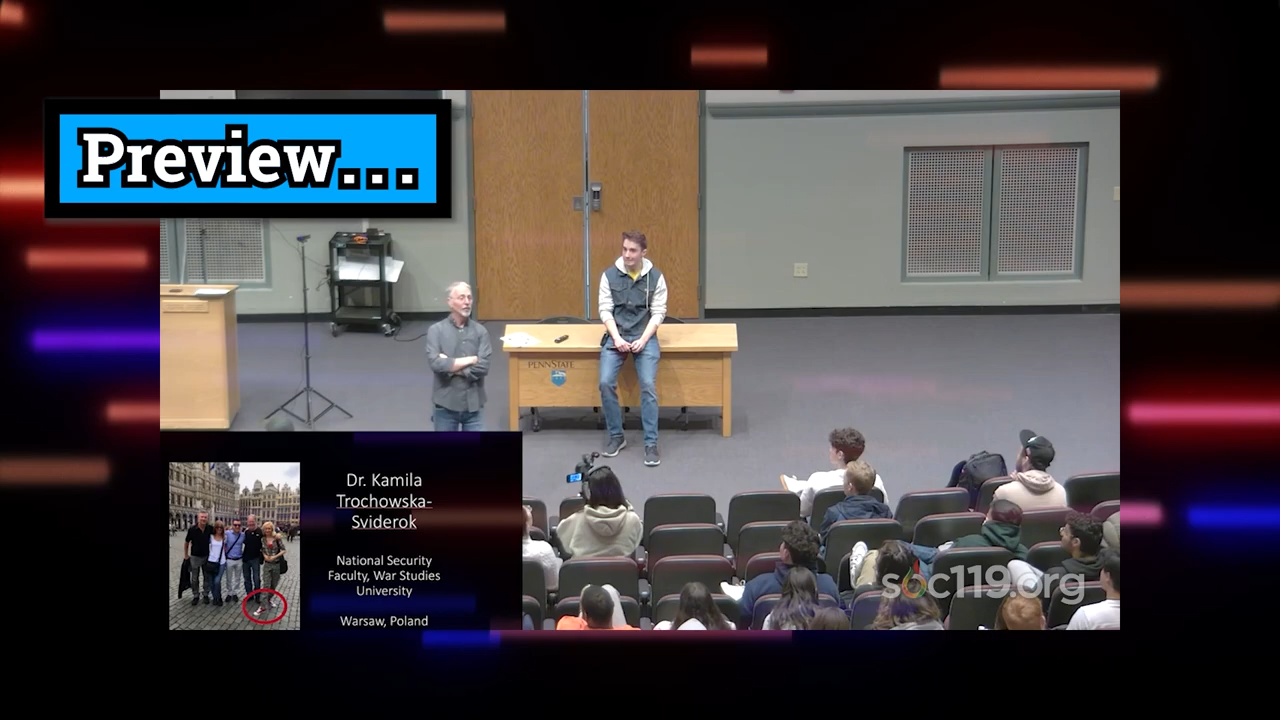 Preview...
PENNSTATE
Dr. Kamila
Trochowska-
Sviderok
National Security
Faculty, War Studies
University
Warsaw, Poland
soc119.org